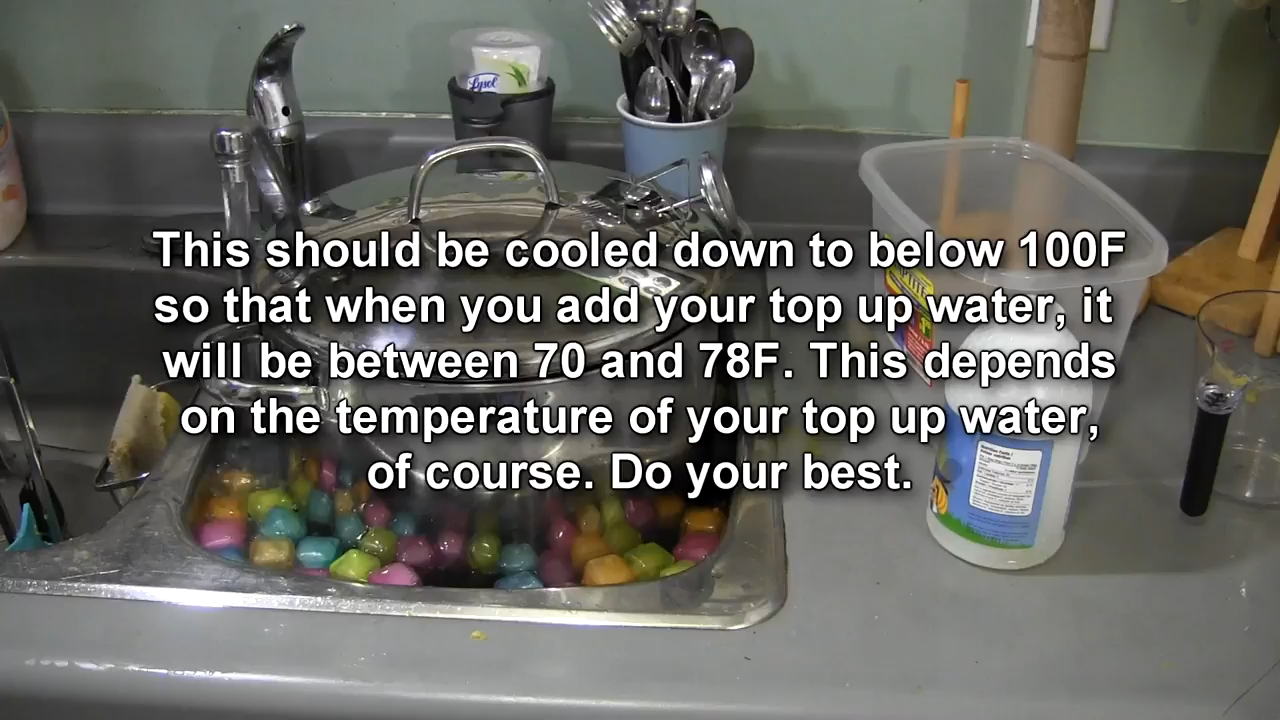 Lysol
This should be cooled down to below 100F
so that when you add your top up water, it
will be between 70 and 78F. This depends
on the temperature of your top up water,
of course. Do your best.